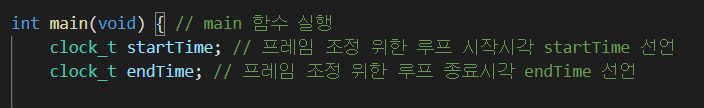 int main(void) { // main 함수 실행
clock_t startTime; // 프레임 조정 위한 루프 시작시각 startTime 선언
clock_t endTime; // 프레임 조정 위한 루프 종료시각 endTime 선언